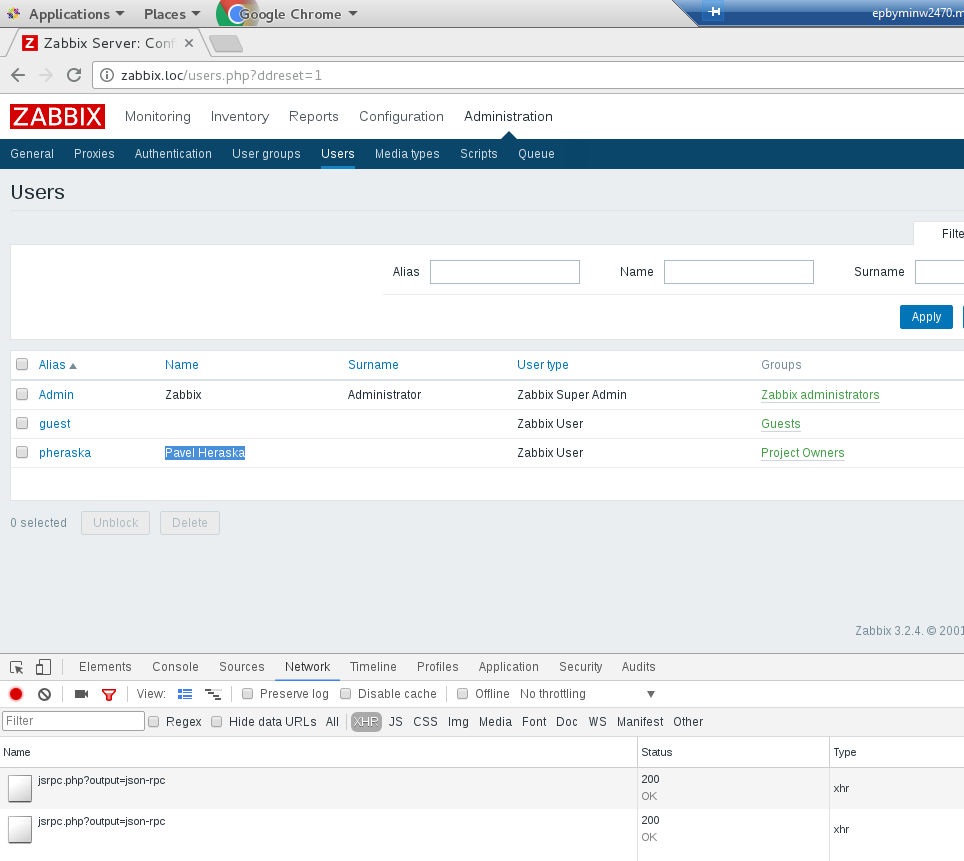 Applications Places Google Chrome epbyminw2470.m
Zabbix Server: Conf
zabbix.loc/users.php?ddreset=1
ZABBIX Monitoring Inventory Reports Configuration Administration
General Proxies Authentication User groups Users Media types Scripts Queue
Users
Filte
Alias Name Surname
Apply
Alias Name Surname User type Groups
Admin Zabbix Administrator Zabbix Super Admin Zabbix administrators
guest Zabbix User Guests
pheraska Pavel Heraska Zabbix User Project Owners
0 selected Unblock Delete
Zabbix 3.2.4. © 2001
Elements Console Sources Network Timeline Profiles Application Security Audits
View: Preserve log Disable cache Offline No throttling
Filter Regex Hide data URLs All XHR JS CSS Img Media Font Doc WS Manifest Other
Name Status Type
jsrpc.php?output=json-rpc 200 OK xhr
jsrpc.php?output=json-rpc 200 OK xhr